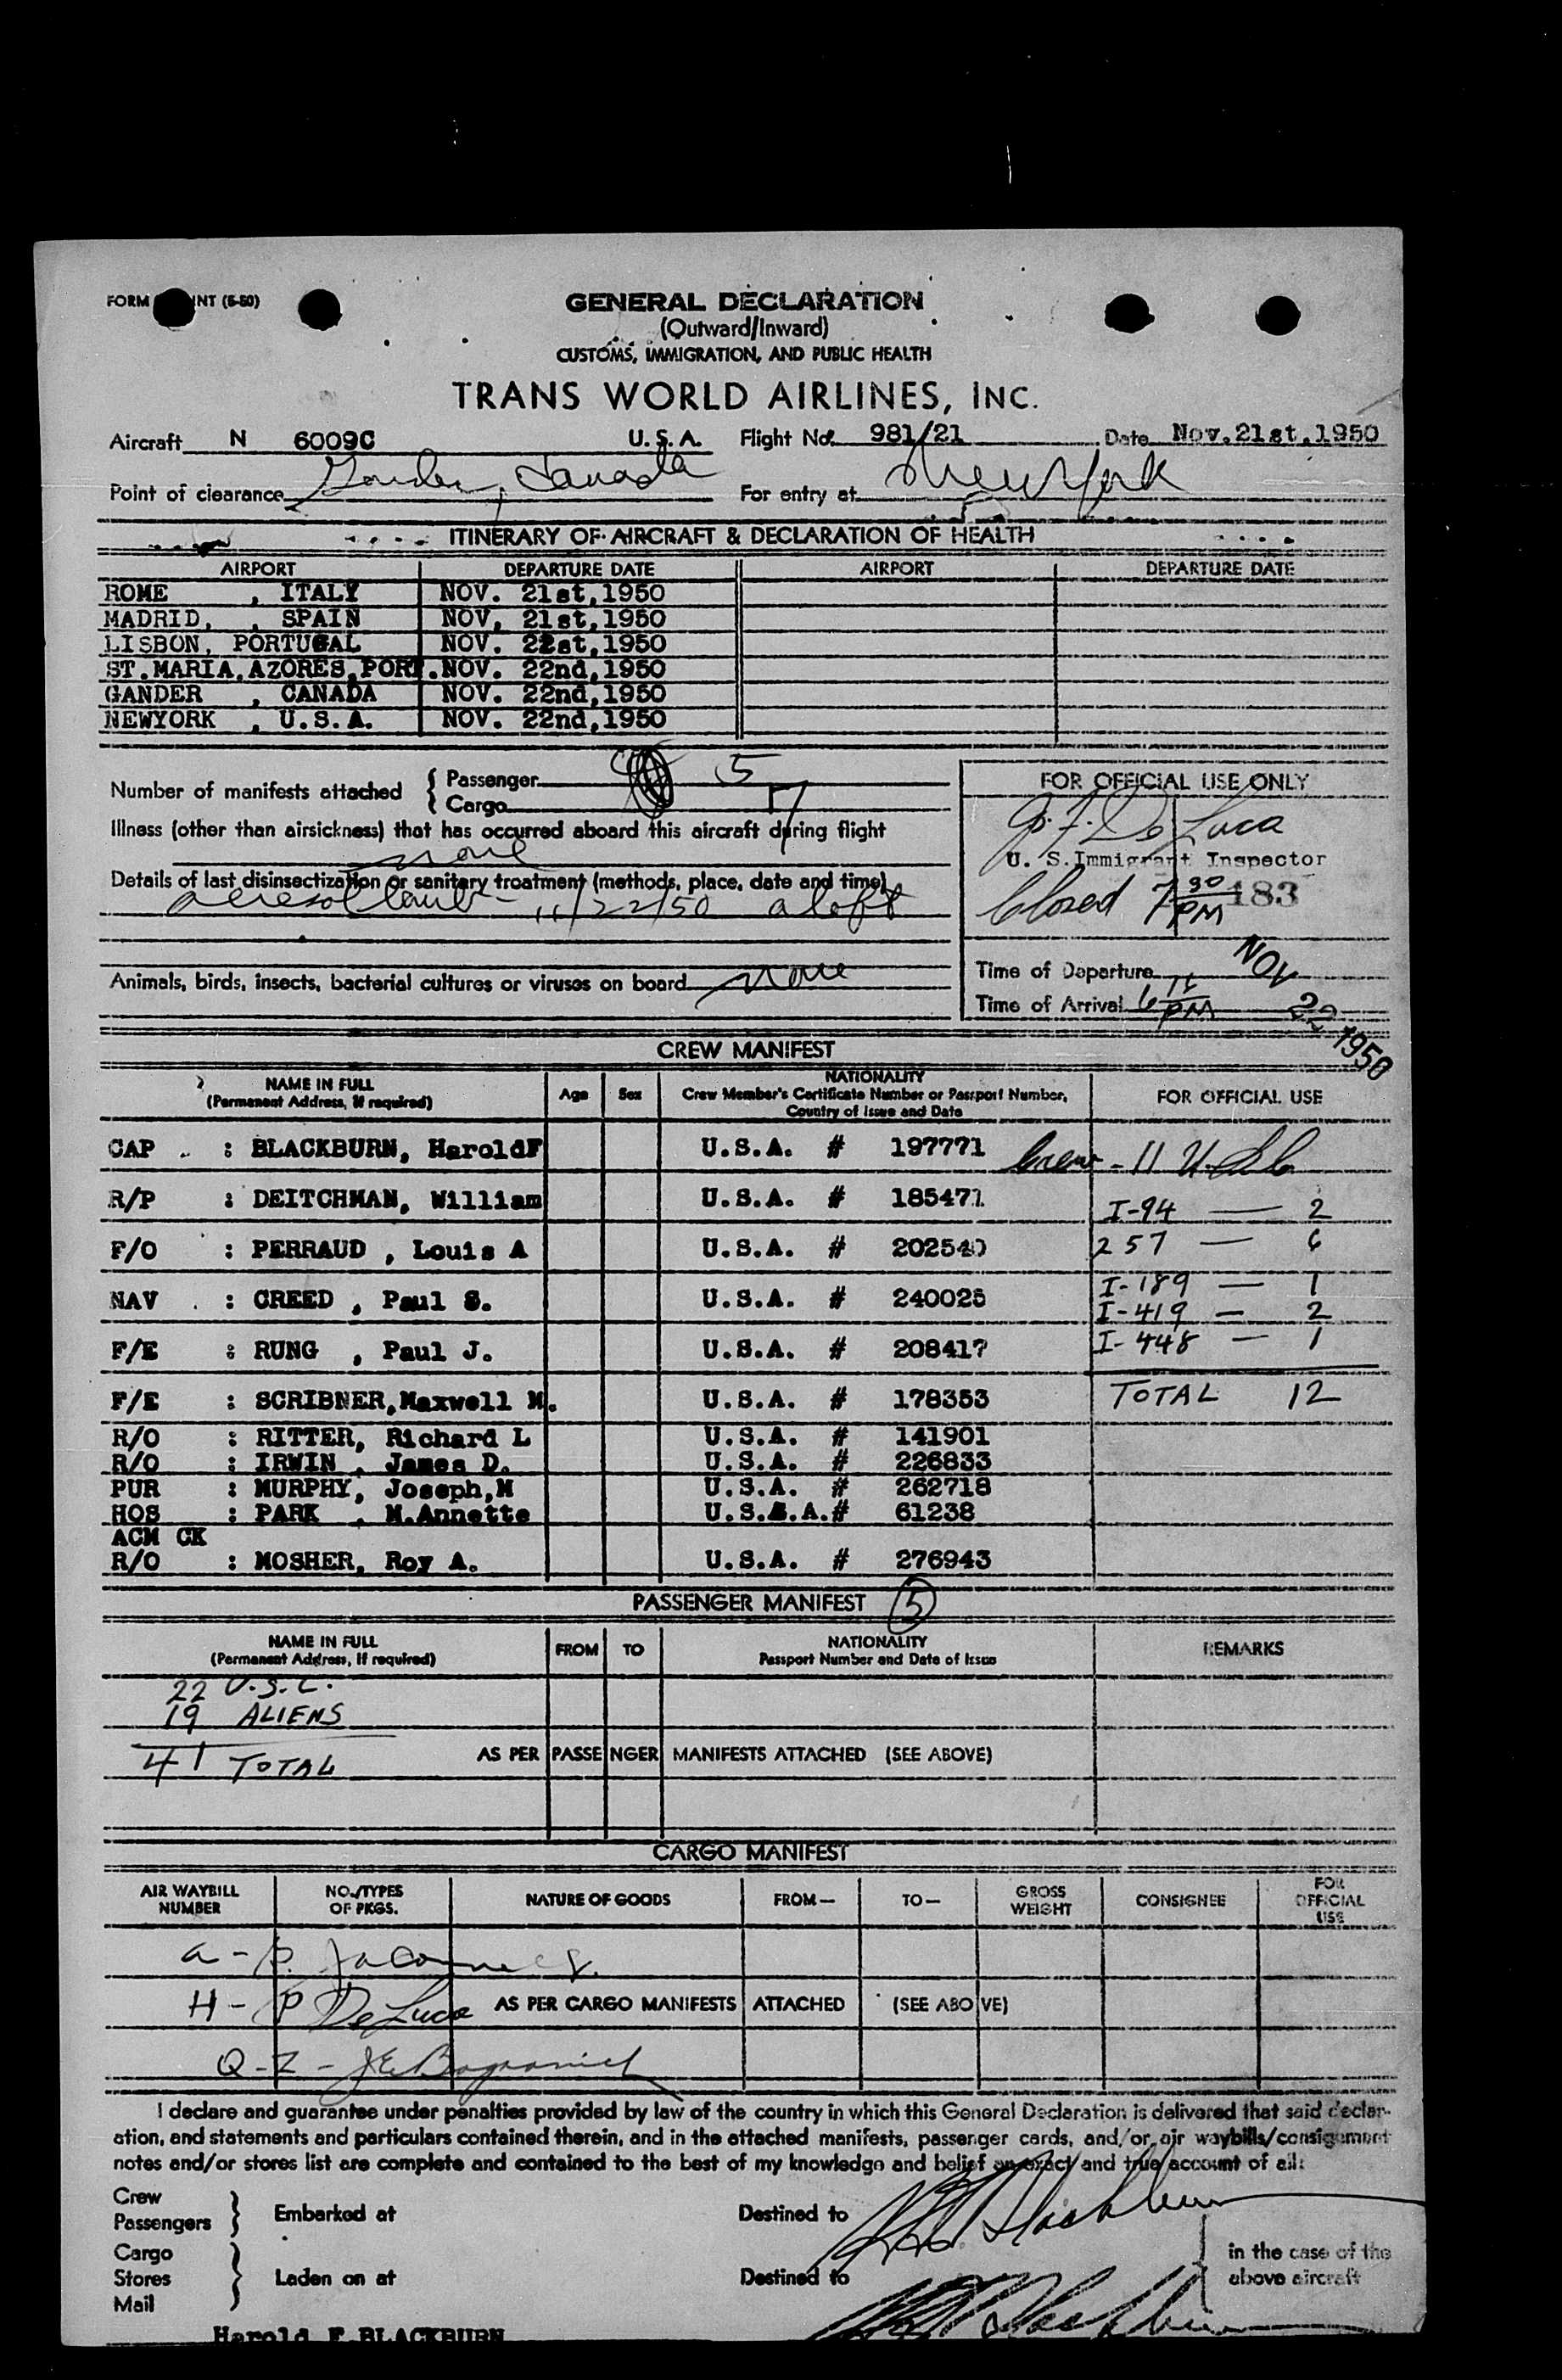 FORM INT (5-50)
GENERAL DECLARATION
(Outward/Inward)
CUSTOMS, IMMIGRATION, AND PUBLIC HEALTH
TRANS WORLD AIRLINES, INC.
Aircraft N 6009C U.S.A. Flight No. 981/21 Date Nov.21st,1950
Point of clearance Gander, Canada For entry at New York
ITINERARY OF AIRCRAFT & DECLARATION OF HEALTH
AIRPORT DEPARTURE DATE AIRPORT DEPARTURE DATE
ROME , ITALY NOV. 21st,1950
MADRID, , SPAIN NOV, 21st,1950
LISBON, PORTUGAL NOV. 22st,1950
ST.MARIA,AZORES,PORT. NOV. 22nd,1950
GANDER , CANADA NOV. 22nd,1950
NEWYORK , U.S.A. NOV. 22nd,1950
Number of manifests attached
Passenger 5
Cargo 17
FOR OFFICIAL USE ONLY
Illness (other than airsickness) that has occurred aboard this aircraft during flight
none
De Luca
U. S.Immigrant Inspector
Details of last disinsectization or sanitary treatment (methods, place, date and time)
aerosol bomb - 11/22/50 aloft
Closed 7 30 PM 183
Animals, birds, insects, bacterial cultures or viruses on board none
Time of Departure
Time of Arrival 6 PM
NOV 22 1950
CREW MANIFEST
NAME IN FULL
(Permanent Address, if required)
Age Sex
NATIONALITY
Crew Member's Certificate Number or Passport Number,
Country of Issue and Date
FOR OFFICIAL USE
CAP . : BLACKBURN, HaroldF U.S.A. # 197771 Crew - 11 U.S.C.
R/P : DEITCHMAN, William U.S.A. # 185471 I-94 — 2
F/O : PERRAUD , Louis A U.S.A. # 202540 257 — 6
NAV . : CREED , Paul S. U.S.A. # 240025 I-189 — 1
I-419 — 2
F/E : RUNG , Paul J. U.S.A. # 208417 I-448 — 1
F/E : SCRIBNER,Maxwell M. U.S.A. # 178353 TOTAL 12
R/O : RITTER, Richard L U.S.A. # 141901
R/O : IRWIN , James D. U.S.A. # 226833
PUR : MURPHY, Joseph,M U.S.A. # 262718
HOS : PARK , M.Annette U.S.S.A.# 61238
ACM CK
R/O : MOSHER, Roy A. U.S.A. # 276943
PASSENGER MANIFEST 5
NAME IN FULL
(Permanent Address, if required)
FROM TO
NATIONALITY
Passport Number and Date of Issue
REMARKS
22 U.S.C.
19 ALIENS
41 TOTAL AS PER PASSENGER MANIFESTS ATTACHED (SEE ABOVE)
CARGO MANIFEST
AIR WAYBILL NUMBER NO./TYPES OF PKGS. NATURE OF GOODS FROM— TO— GROSS WEIGHT CONSIGNEE FOR OFFICIAL USE
H - P De Luca AS PER CARGO MANIFESTS ATTACHED (SEE ABOVE)
Q-Z -
I declare and guarantee under penalties provided by law of the country in which this General Declaration is delivered that said declar-
ation, and statements and particulars contained therein, and in the attached manifests, passenger cards, and/or air waybills/consignment
notes and/or stores list are complete and contained to the best of my knowledge and belief an exact and true account of all:
Crew
Passengers
Embarked at Destined to
Cargo
Stores
Mail
Laden on at Destined to
in the case of the
above aircraft
Harold F BLACKBURN